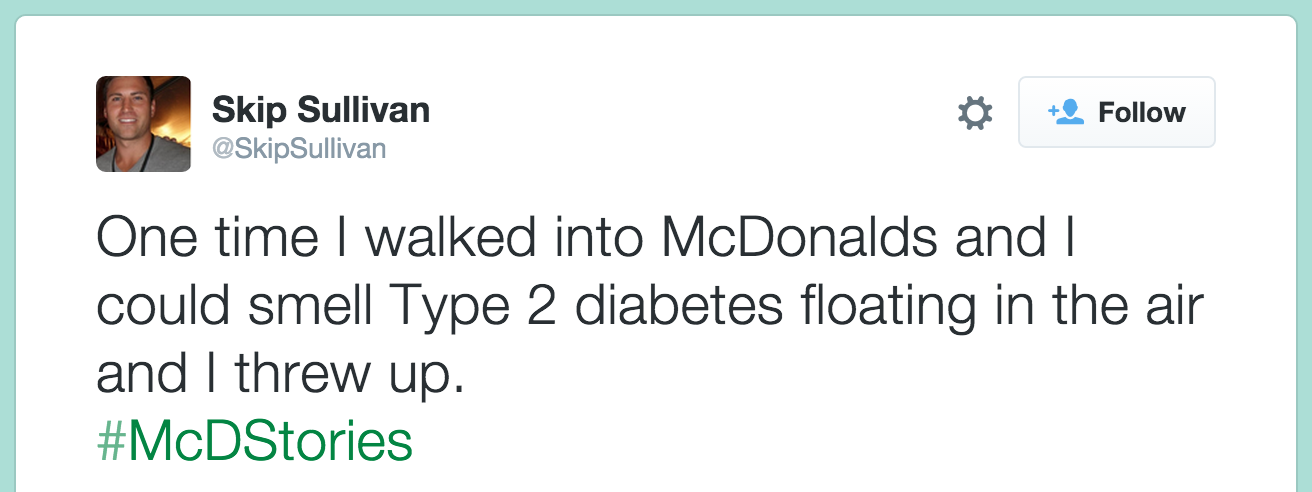 Skip Sullivan
@SkipSullivan
Follow
One time I walked into McDonalds and I
could smell Type 2 diabetes floating in the air
and I threw up.
#McDStories